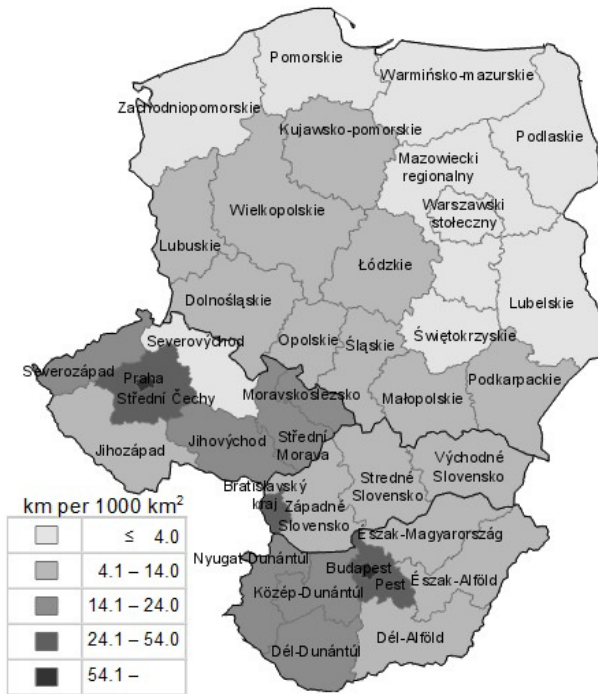 Pomorskie
Warmińsko-mazurskie
Zachodniopomorskie
Kujawsko-pomorskie
Podlaskie
Mazowiecki
regionalny
Warszawski
stołeczny
Wielkopolskie
Lubuskie
Łódzkie
Dolnośląskie
Lubelskie
Severovýchod
Opolskie
Śląskie
Świętokrzyskie
Severozápad
Praha
Střední Čechy
Moravskoslezsko
Małopolskie
Podkarpackie
Jihozápad
Jihovýchod
Střední
Morava
Bratislavský
kraj
Západné
Slovensko
Stredné
Slovensko
Východné
Slovensko
Észak-Magyarország
Nyugat-Dunántúl
Budapest
Pest
Közép-Dunántúl
Észak-Alföld
Dél-Dunántúl
Dél-Alföld
km per 1000 km²
≤ 4.0
4.1 – 14.0
14.1 – 24.0
24.1 – 54.0
54.1 –